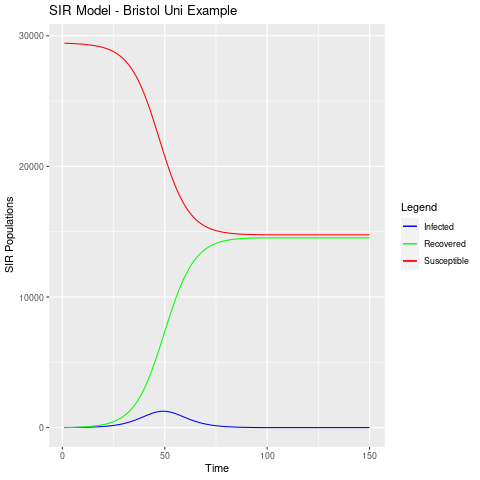 SIR Model - Bristol Uni Example
SIR Populations
30000
20000
10000
0
0 50 100 150
Time
Legend
Infected
Recovered
Susceptible